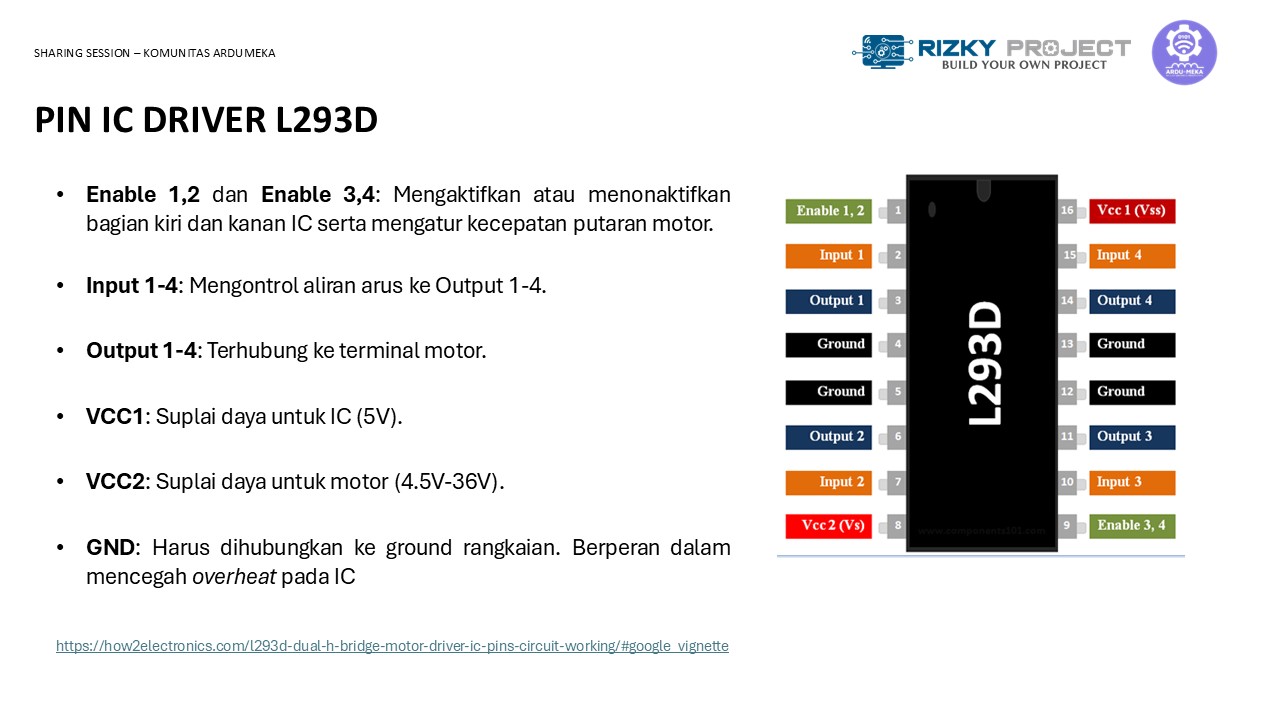 SHARING SESSION – KOMUNITAS ARDUMEKA
RIZKY PROJECT
BUILD YOUR OWN PROJECT
0101
ARDU-MEKA
PIN IC DRIVER L293D
• Enable 1,2 dan Enable 3,4: Mengaktifkan atau menonaktifkan
bagian kiri dan kanan IC serta mengatur kecepatan putaran motor.
• Input 1-4: Mengontrol aliran arus ke Output 1-4.
• Output 1-4: Terhubung ke terminal motor.
• VCC1: Suplai daya untuk IC (5V).
• VCC2: Suplai daya untuk motor (4.5V-36V).
• GND: Harus dihubungkan ke ground rangkaian. Berperan dalam
mencegah overheat pada IC
https://how2electronics.com/l293d-dual-h-bridge-motor-driver-ic-pins-circuit-working/#google_vignette
Enable 1, 2 1 16 Vcc 1 (Vss)
Input 1 2 15 Input 4
Output 1 3 14 Output 4
Ground 4 13 Ground
L293D
Ground 5 12 Ground
Output 2 6 11 Output 3
Input 2 7 10 Input 3
Vcc 2 (Vs) 8 9 Enable 3, 4
www.components101.com